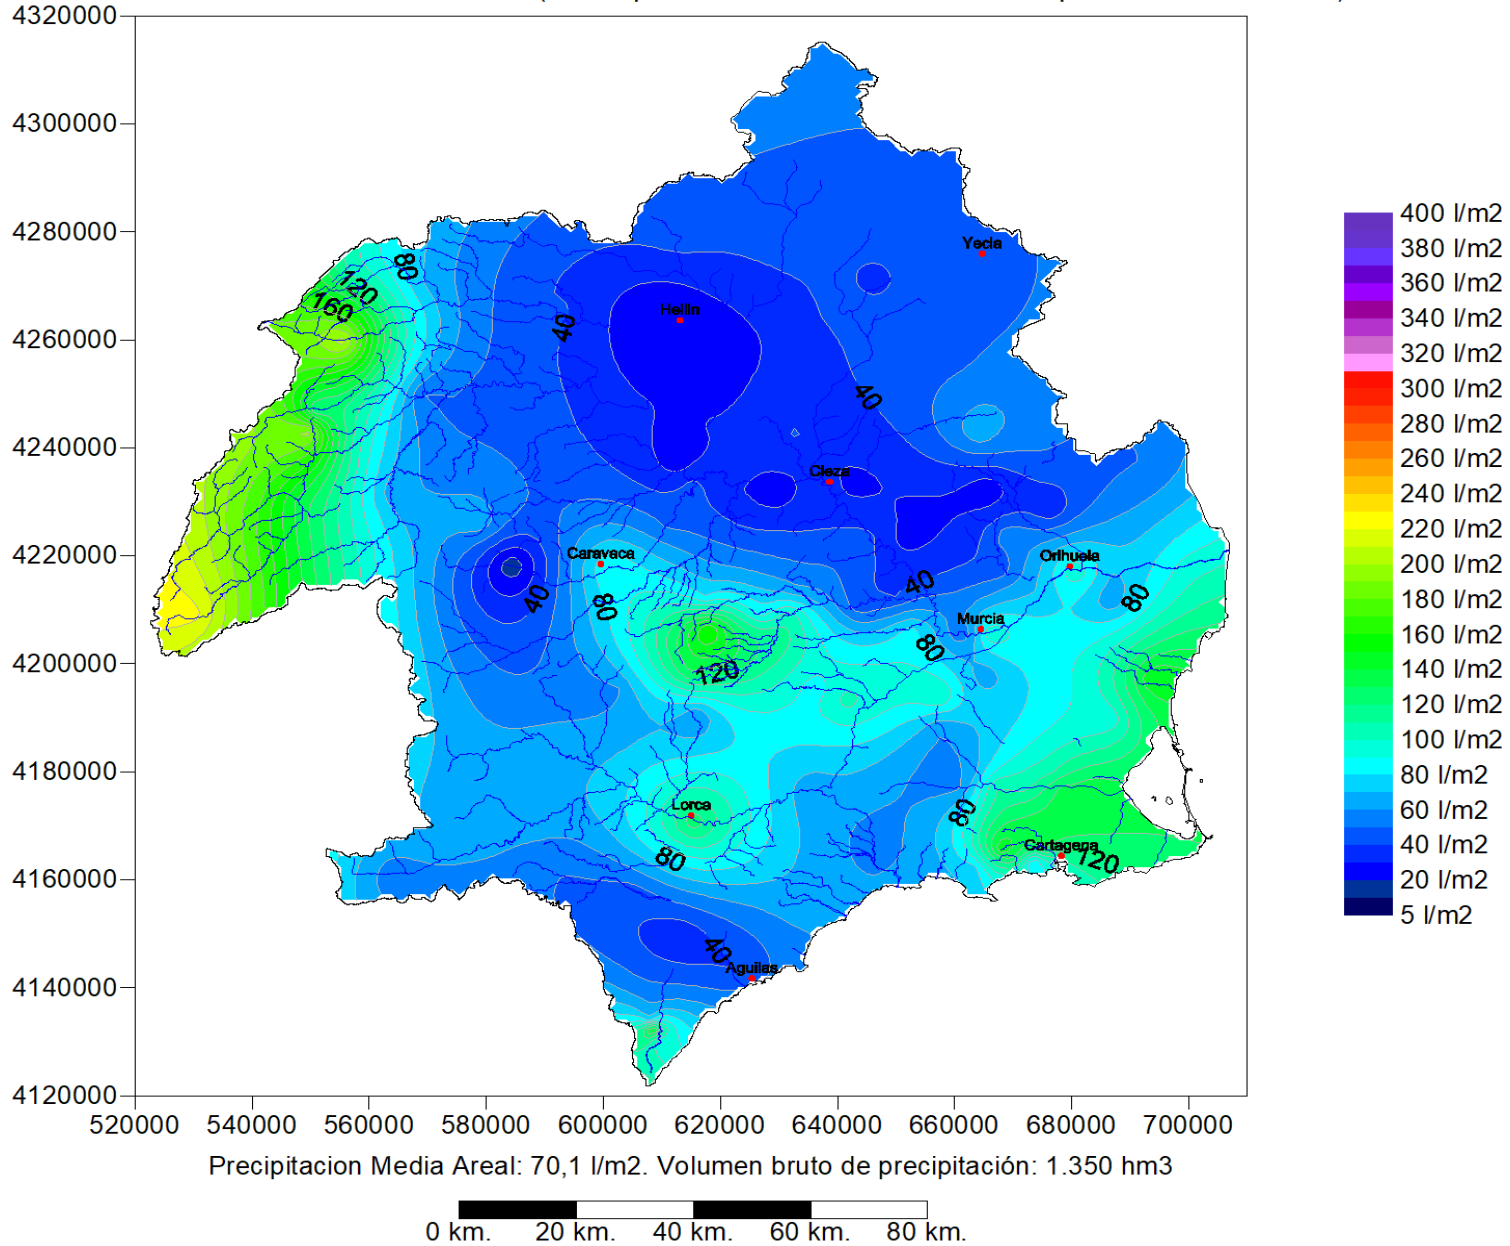 4320000
4300000
4280000
4260000
4240000
4220000
4200000
4180000
4160000
4140000
4120000
520000 540000 560000 580000 600000 620000 640000 660000 680000 700000
Yecla
Hellin
Cieza
Caravaca
Orihuela
Murcia
Lorca
Cartagena
Aguilas
80
120
160
40
40
40
80
40
80
80
120
80
80
120
40
400 l/m2
380 l/m2
360 l/m2
340 l/m2
320 l/m2
300 l/m2
280 l/m2
260 l/m2
240 l/m2
220 l/m2
200 l/m2
180 l/m2
160 l/m2
140 l/m2
120 l/m2
100 l/m2
80 l/m2
60 l/m2
40 l/m2
20 l/m2
5 l/m2
Precipitacion Media Areal: 70,1 l/m2. Volumen bruto de precipitación: 1.350 hm3
0 km. 20 km. 40 km. 60 km. 80 km.